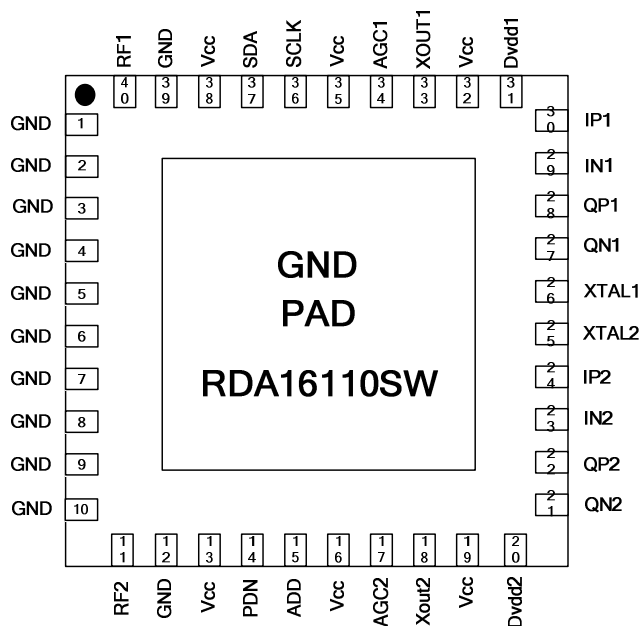 RF1 GND Vcc SDA SCLK Vcc AGC1 XOUT1 Vcc Dvdd1
40 39 38 37 36 35 34 33 32 31
GND 1
GND 2
GND 3
GND 4
GND 5
GND 6
GND 7
GND 8
GND 9
GND 10
GND
PAD
RDA16110SW
30 IP1
29 IN1
28 QP1
27 QN1
26 XTAL1
25 XTAL2
24 IP2
23 IN2
22 QP2
21 QN2
11 12 13 14 15 16 17 18 19 20
RF2 GND Vcc PDN ADD Vcc AGC2 Xout2 Vcc Dvdd2